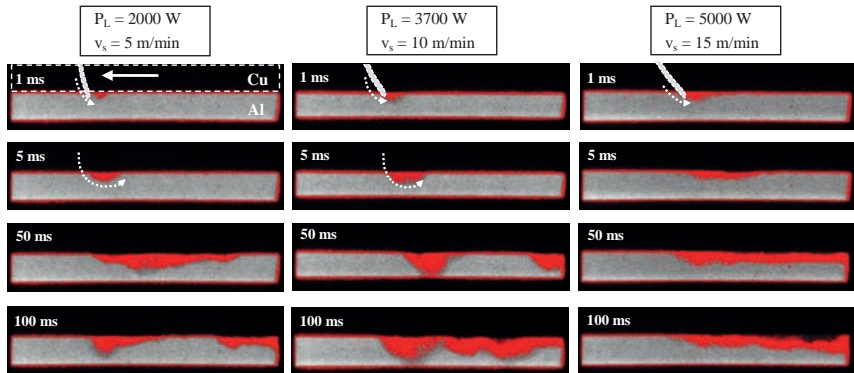 P_L = 2000 W
v_s = 5 m/min
P_L = 3700 W
v_s = 10 m/min
P_L = 5000 W
v_s = 15 m/min
1 ms
Cu
Al
1 ms
1 ms
5 ms
5 ms
5 ms
50 ms
50 ms
50 ms
100 ms
100 ms
100 ms